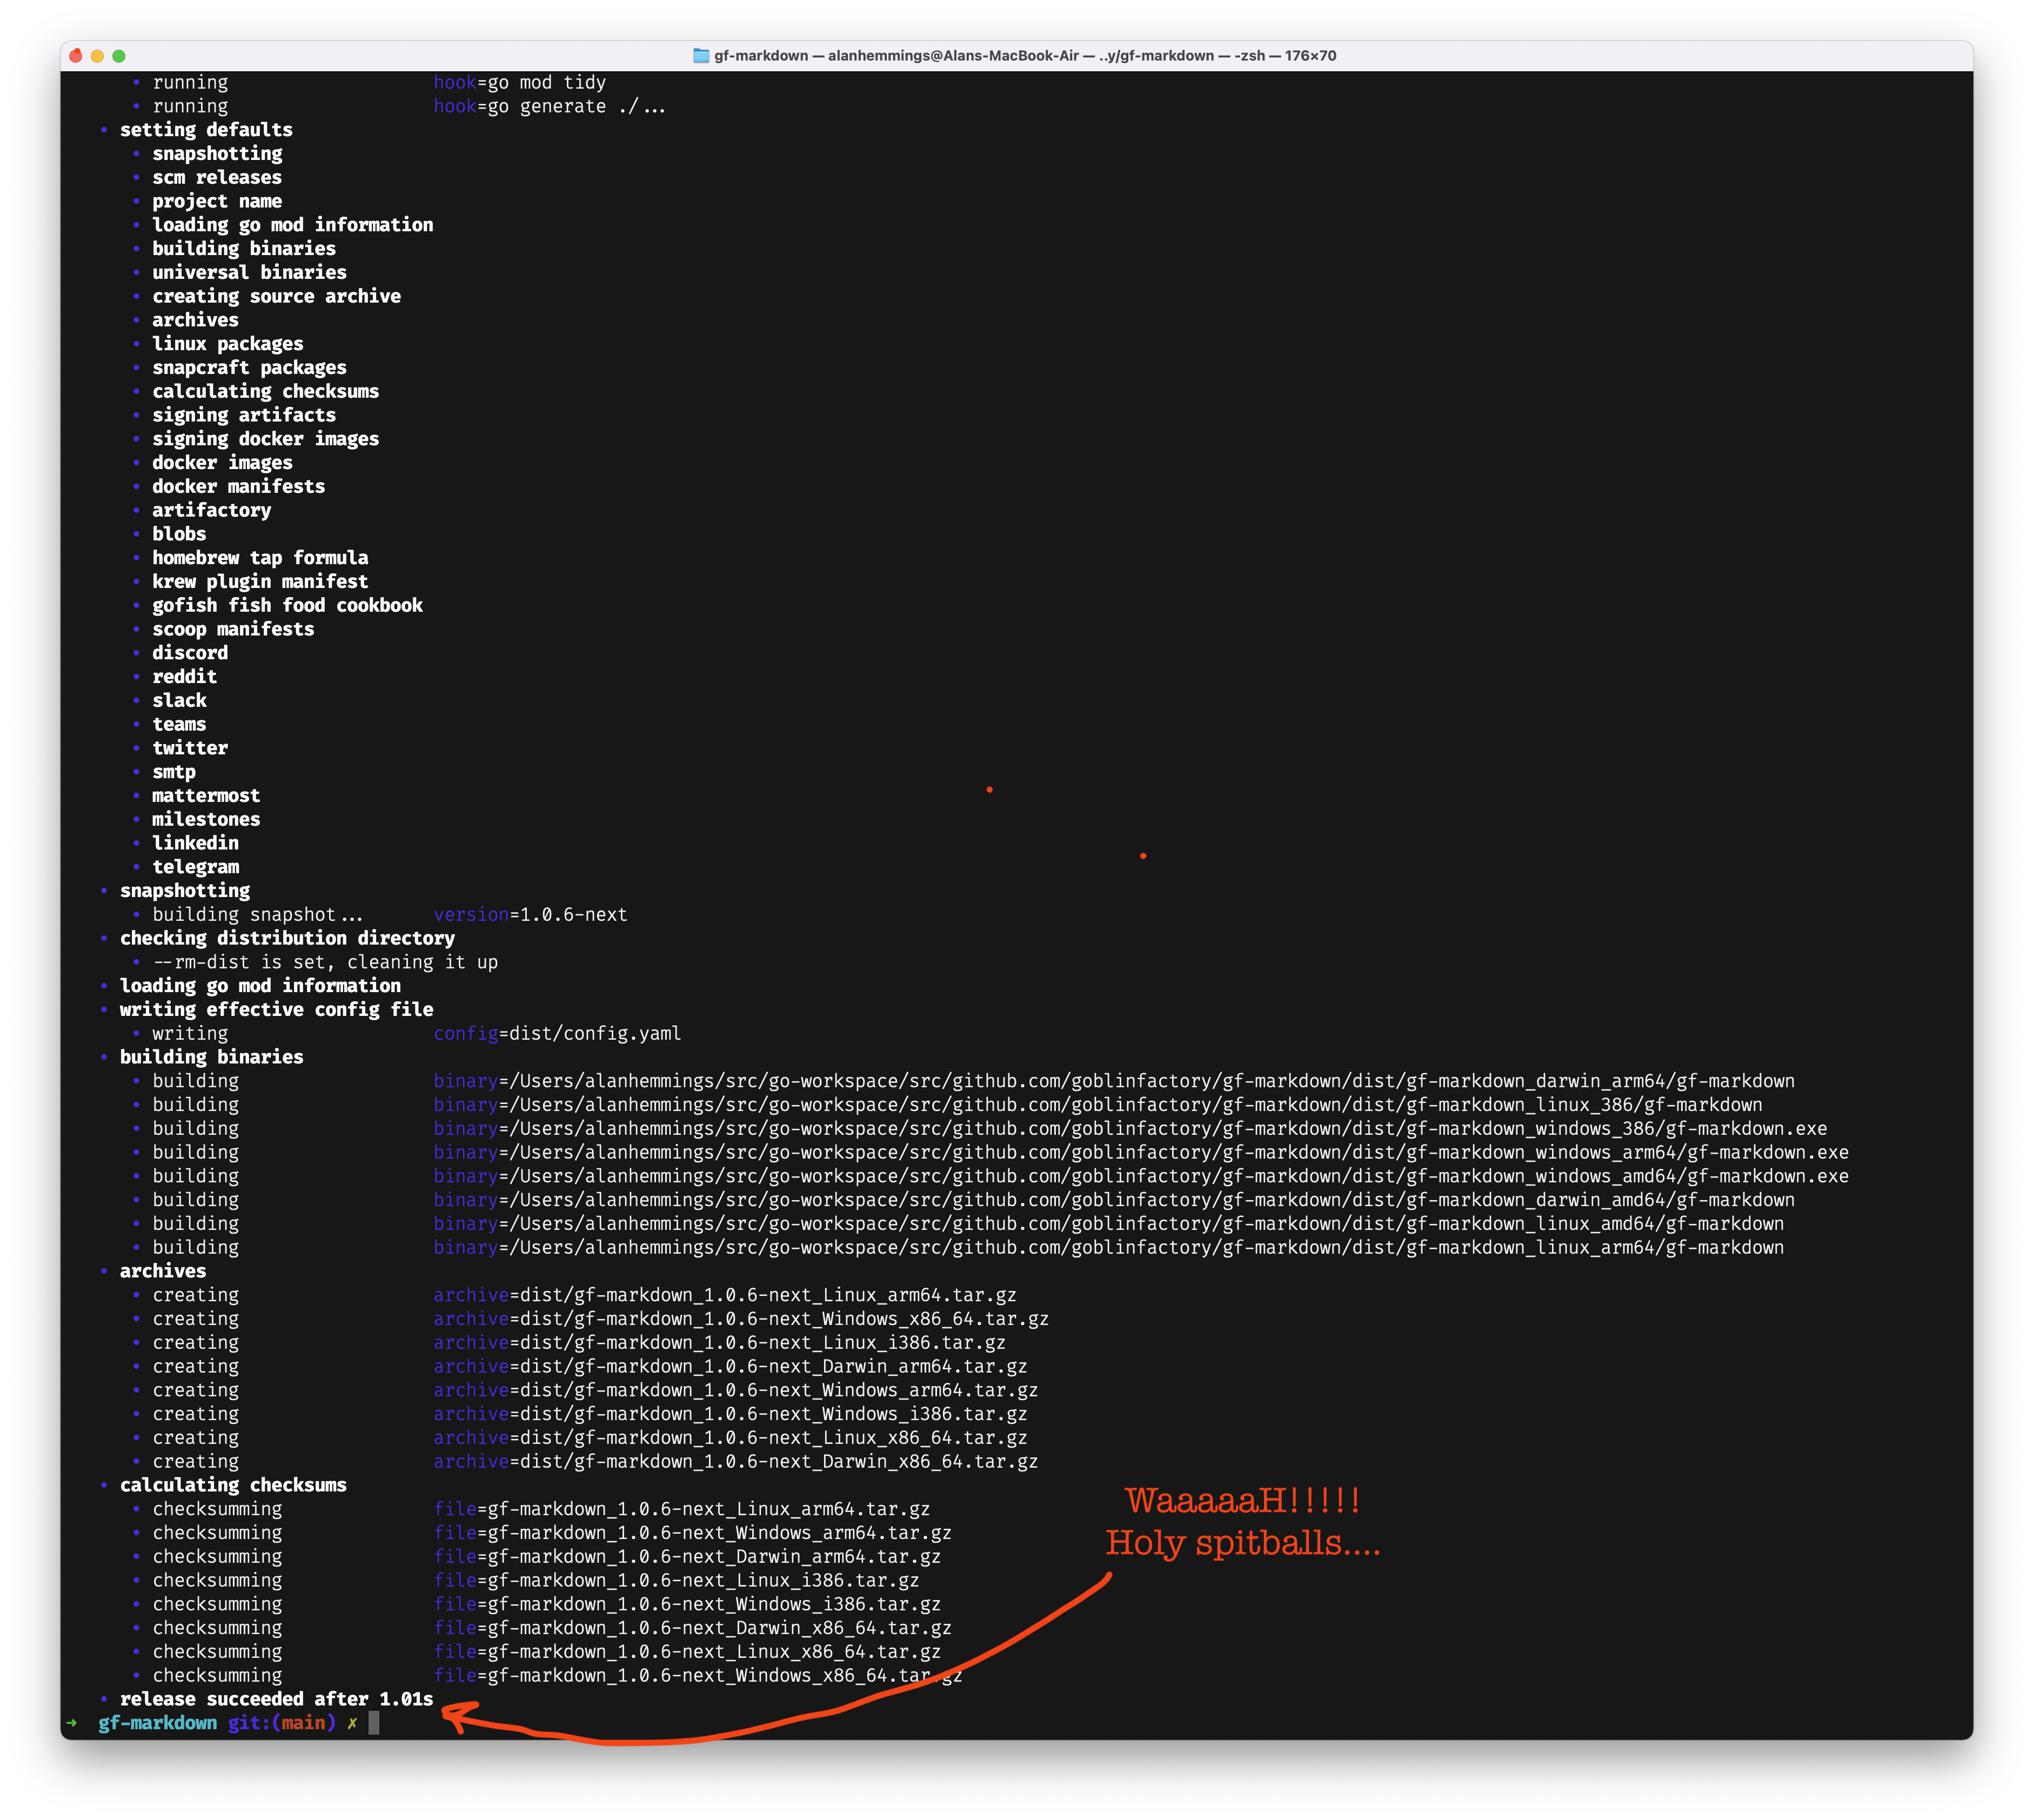 gf-markdown — alanhemmings@Alans-MacBook-Air — ..y/gf-markdown — -zsh — 176×70
• running hook=go mod tidy
• running hook=go generate ./...
• setting defaults
• snapshotting
• scm releases
• project name
• loading go mod information
• building binaries
• universal binaries
• creating source archive
• archives
• linux packages
• snapcraft packages
• calculating checksums
• signing artifacts
• signing docker images
• docker images
• docker manifests
• artifactory
• blobs
• homebrew tap formula
• krew plugin manifest
• gofish fish food cookbook
• scoop manifests
• discord
• reddit
• slack
• teams
• twitter
• smtp
• mattermost
• milestones
• linkedin
• telegram
• snapshotting
• building snapshot... version=1.0.6-next
• checking distribution directory
• --rm-dist is set, cleaning it up
• loading go mod information
• writing effective config file
• writing config=dist/config.yaml
• building binaries
• building binary=/Users/alanhemmings/src/go-workspace/src/github.com/goblinfactory/gf-markdown/dist/gf-markdown_darwin_arm64/gf-markdown
• building binary=/Users/alanhemmings/src/go-workspace/src/github.com/goblinfactory/gf-markdown/dist/gf-markdown_linux_386/gf-markdown
• building binary=/Users/alanhemmings/src/go-workspace/src/github.com/goblinfactory/gf-markdown/dist/gf-markdown_windows_386/gf-markdown.exe
• building binary=/Users/alanhemmings/src/go-workspace/src/github.com/goblinfactory/gf-markdown/dist/gf-markdown_windows_arm64/gf-markdown.exe
• building binary=/Users/alanhemmings/src/go-workspace/src/github.com/goblinfactory/gf-markdown/dist/gf-markdown_windows_amd64/gf-markdown.exe
• building binary=/Users/alanhemmings/src/go-workspace/src/github.com/goblinfactory/gf-markdown/dist/gf-markdown_darwin_amd64/gf-markdown
• building binary=/Users/alanhemmings/src/go-workspace/src/github.com/goblinfactory/gf-markdown/dist/gf-markdown_linux_amd64/gf-markdown
• building binary=/Users/alanhemmings/src/go-workspace/src/github.com/goblinfactory/gf-markdown/dist/gf-markdown_linux_arm64/gf-markdown
• archives
• creating archive=dist/gf-markdown_1.0.6-next_Linux_arm64.tar.gz
• creating archive=dist/gf-markdown_1.0.6-next_Windows_x86_64.tar.gz
• creating archive=dist/gf-markdown_1.0.6-next_Linux_i386.tar.gz
• creating archive=dist/gf-markdown_1.0.6-next_Darwin_arm64.tar.gz
• creating archive=dist/gf-markdown_1.0.6-next_Windows_arm64.tar.gz
• creating archive=dist/gf-markdown_1.0.6-next_Windows_i386.tar.gz
• creating archive=dist/gf-markdown_1.0.6-next_Linux_x86_64.tar.gz
• creating archive=dist/gf-markdown_1.0.6-next_Darwin_x86_64.tar.gz
• calculating checksums
• checksumming file=gf-markdown_1.0.6-next_Linux_arm64.tar.gz
• checksumming file=gf-markdown_1.0.6-next_Windows_arm64.tar.gz
• checksumming file=gf-markdown_1.0.6-next_Darwin_arm64.tar.gz
• checksumming file=gf-markdown_1.0.6-next_Linux_i386.tar.gz
• checksumming file=gf-markdown_1.0.6-next_Windows_i386.tar.gz
• checksumming file=gf-markdown_1.0.6-next_Darwin_x86_64.tar.gz
• checksumming file=gf-markdown_1.0.6-next_Linux_x86_64.tar.gz
• checksumming file=gf-markdown_1.0.6-next_Windows_x86_64.tar.gz
• release succeeded after 1.01s
➜ gf-markdown git:(main) ✗
WaaaaaH!!!!!
Holy spitballs....